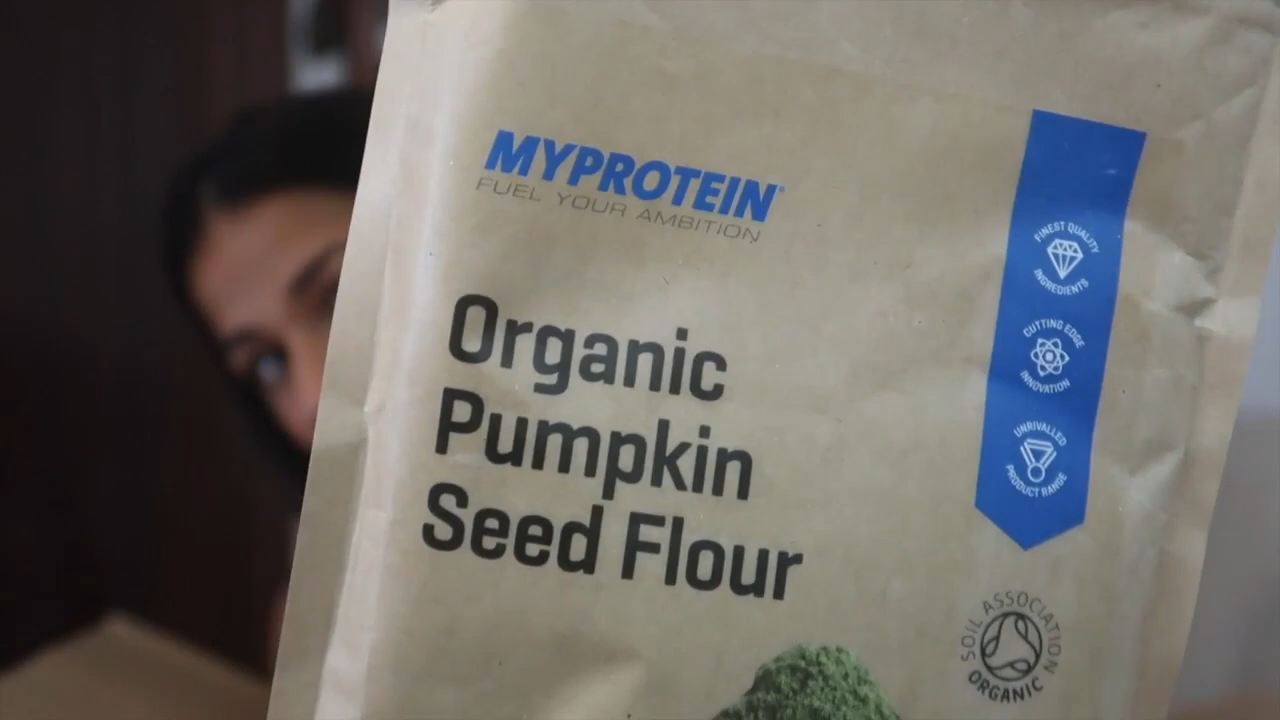 MYPROTEIN®
FUEL YOUR AMBITION
Organic
Pumpkin
Seed Flour
FINEST QUALITY
INGREDIENTS
CUTTING EDGE
INNOVATION
UNRIVALLED
PRODUCT RANGE
SOIL ASSOCIATION
ORGANIC